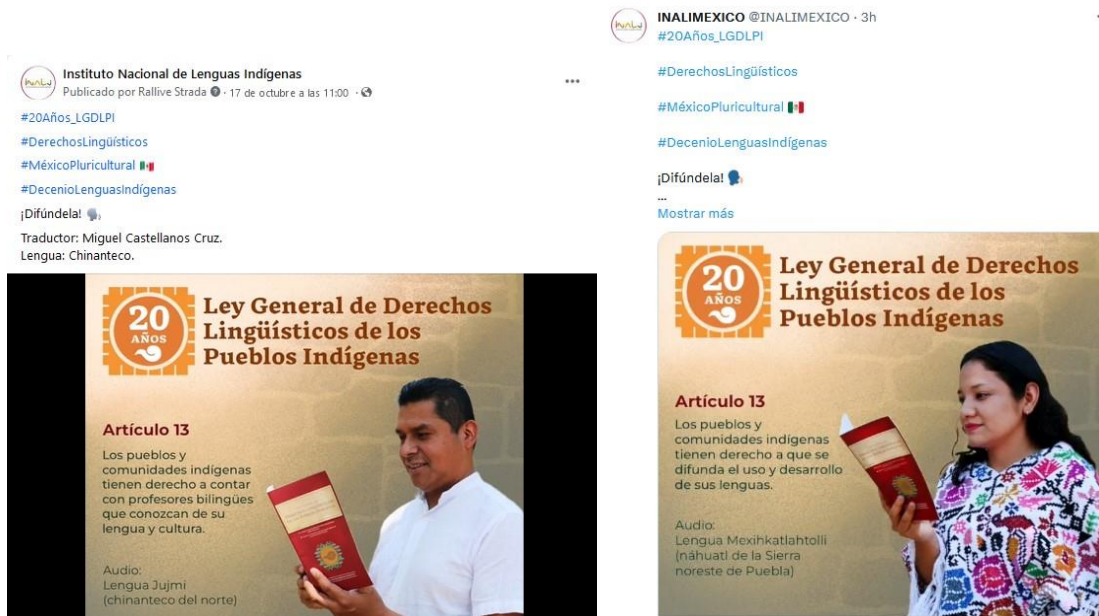 Instituto Nacional de Lenguas Indígenas
Publicado por Rallive Strada · 17 de octubre a las 11:00 ·
#20Años_LGDLPI
#DerechosLingüísticos
#MéxicoPluricultural
#DecenioLenguasIndígenas
¡Difúndela!
Traductor: Miguel Castellanos Cruz.
Lengua: Chinanteco.
20
AÑOS
Ley General de Derechos
Lingüísticos de los
Pueblos Indígenas
Artículo 13
Los pueblos y
comunidades indígenas
tienen derecho a contar
con profesores bilingües
que conozcan de su
lengua y cultura.
Audio:
Lengua Jujmi
(chinanteco del norte)
INALIMEXICO @INALIMEXICO · 3h
#20Años_LGDLPI
#DerechosLingüísticos
#MéxicoPluricultural
#DecenioLenguasIndígenas
¡Difúndela!
...
Mostrar más
20
AÑOS
Ley General de Derechos
Lingüísticos de los
Pueblos Indígenas
Artículo 13
Los pueblos y
comunidades indígenas
tienen derecho a que se
difunda el uso y desarrollo
de sus lenguas.
Audio:
Lengua Mexihkatlahtolli
(náhuatl de la Sierra
noreste de Puebla)